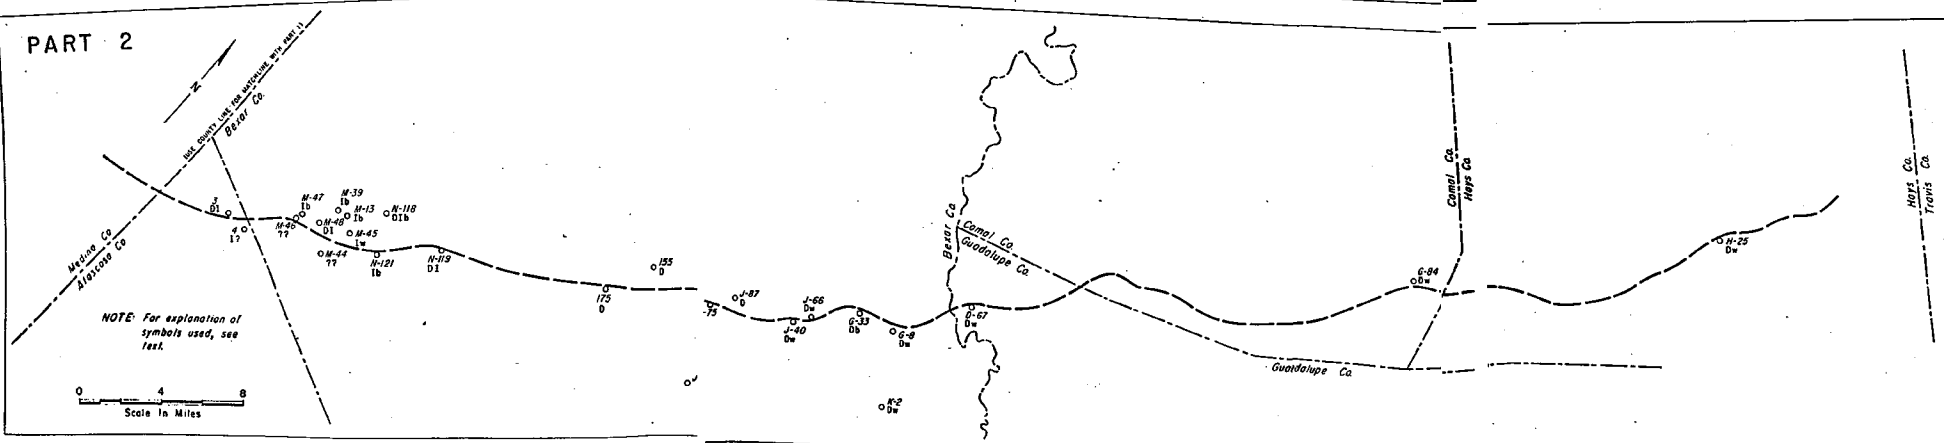 PART 2
N
(USE COUNTY LINE FOR MATCHLINE WITH PART 1)
Bexar Co.
Medina Co
Atascosa Co
3
D1
4
I?
M-47
Ib
M-46
??
M-39
Ib
M-13
Ib
M-48
D1
M-45
Iw
M-44
??
N-118
DIb
N-121
Ib
N-119
D1
155
D
175
D
-75
J-87
D
J-66
Dw
J-40
Dw
G-33
Db
G-8
Dw
K-2
Dw
Bexar Co.
Comal Co.
Guadalupe Co.
D-67
Dw
G-84
Dw
Comal Co.
Hays Co.
Guadalupe Co.
H-25
Dw
Hays Co.
Travis Co.
NOTE: For explanation of
symbols used, see
text.
0 4 8
Scale in Miles